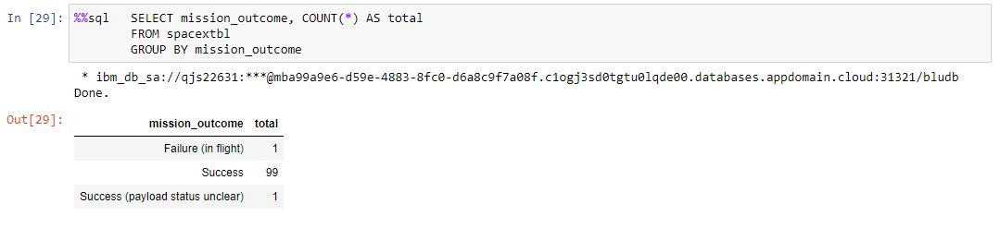 In [29]: %%sql SELECT mission_outcome, COUNT(*) AS total
FROM spacextbl
GROUP BY mission_outcome
* ibm_db_sa://qjs22631:***@mba99a9e6-d59e-4883-8fc0-d6a8c9f7a08f.c1ogj3sd0tgtu0lqde00.databases.appdomain.cloud:31321/bludb
Done.
Out[29]:
mission_outcome total
Failure (in flight) 1
Success 99
Success (payload status unclear) 1